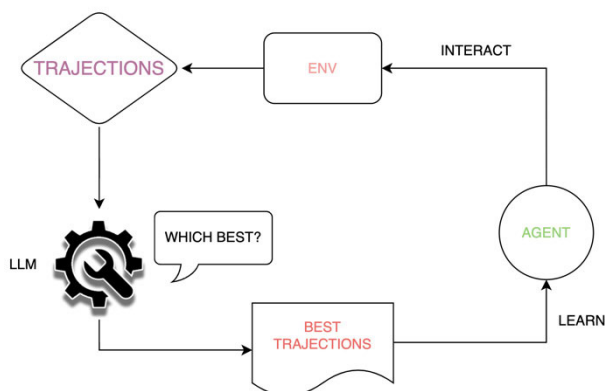 INTERACT
TRAJECTIONS
ENV
WHICH BEST?
LLM
AGENT
BEST
TRAJECTIONS
LEARN